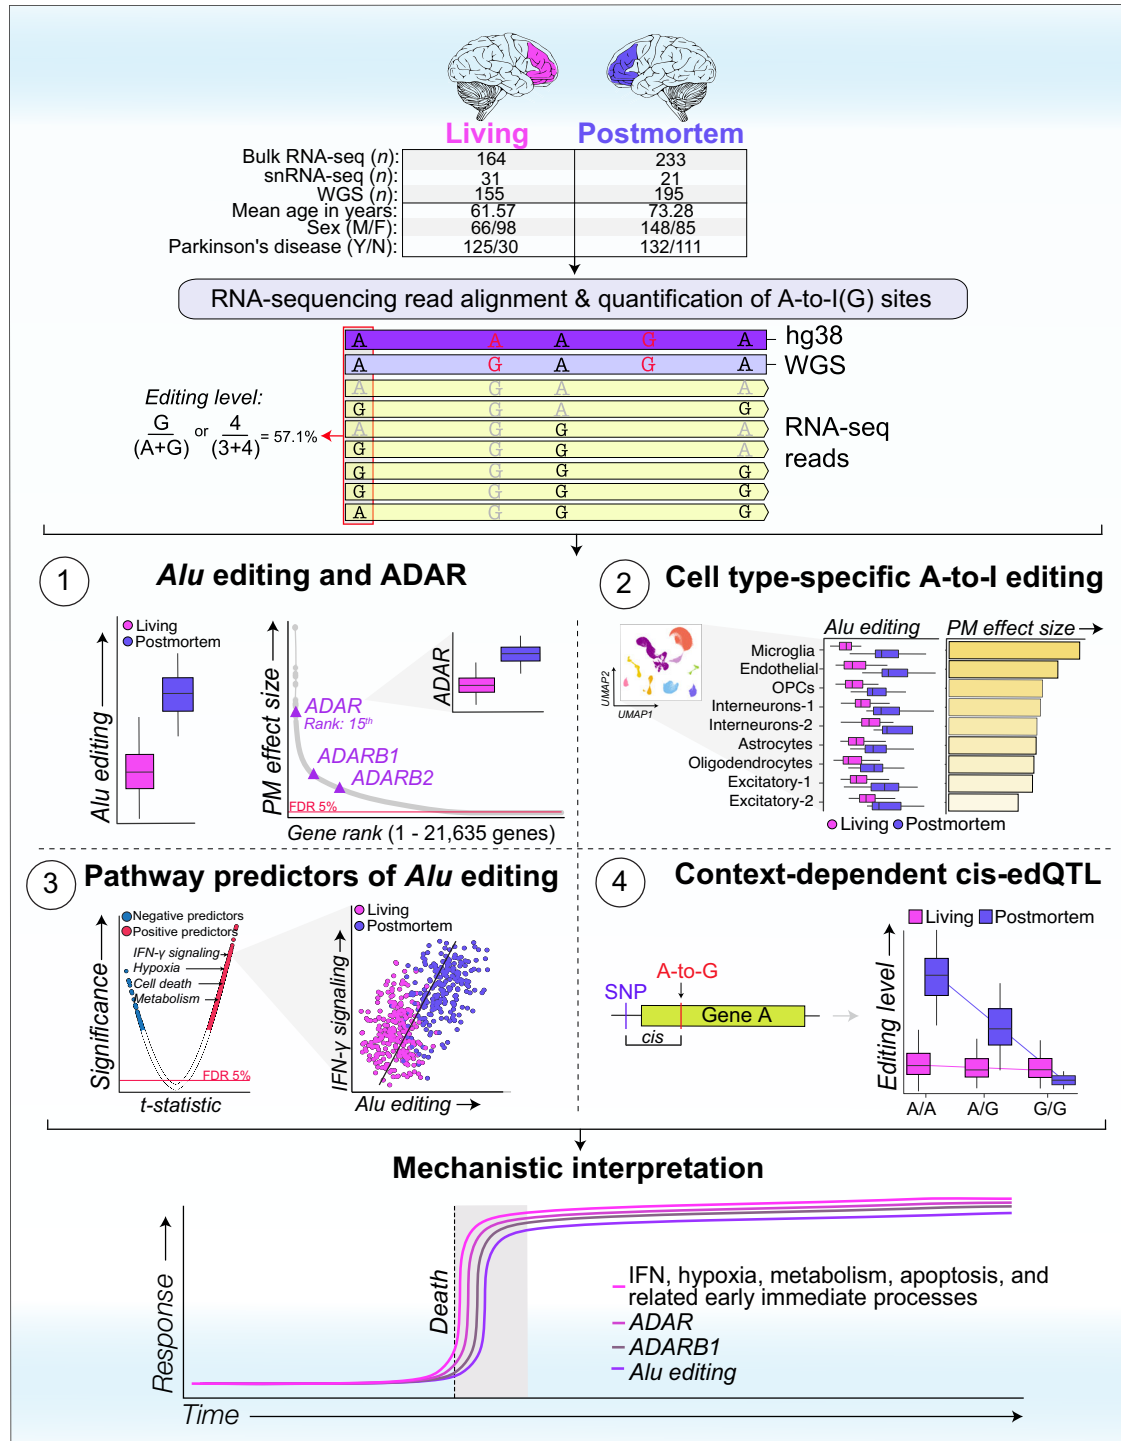 Living Postmortem
Bulk RNA-seq (n): 164 233
snRNA-seq (n): 31 21
WGS (n): 155 195
Mean age in years: 61.57 73.28
Sex (M/F): 66/98 148/85
Parkinson's disease (Y/N): 125/30 132/111
RNA-sequencing read alignment & quantification of A-to-I(G) sites
A A A G A hg38
A G A G A WGS
A G A A
G G A G
A G G A
G G G A
G G G G
G G G G
A G G G
RNA-seq
reads
Editing level:
G/(A+G) or 4/(3+4) = 57.1%
1 Alu editing and ADAR
Living
Postmortem
Alu editing
PM effect size
ADAR
Rank: 15th
ADARB1
ADARB2
FDR 5%
Gene rank (1 - 21,635 genes)
ADAR
2 Cell type-specific A-to-I editing
UMAP2
UMAP1
Alu editing PM effect size
Microglia
Endothelial
OPCs
Interneurons-1
Interneurons-2
Astrocytes
Oligodendrocytes
Excitatory-1
Excitatory-2
Living Postmortem
3 Pathway predictors of Alu editing
Negative predictors
Positive predictors
IFN-γ signaling
Hypoxia
Cell death
Metabolism
Significance
FDR 5%
t-statistic
Living
Postmortem
IFN-γ signaling
Alu editing
4 Context-dependent cis-edQTL
SNP
A-to-G
Gene A
cis
Living Postmortem
Editing level
A/A A/G G/G
Mechanistic interpretation
Response
Death
IFN, hypoxia, metabolism, apoptosis, and
related early immediate processes
ADAR
ADARB1
Alu editing
Time